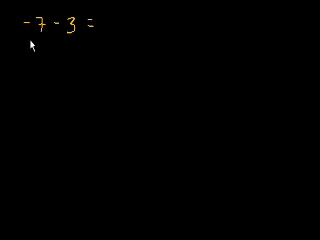 -7 - 3 =